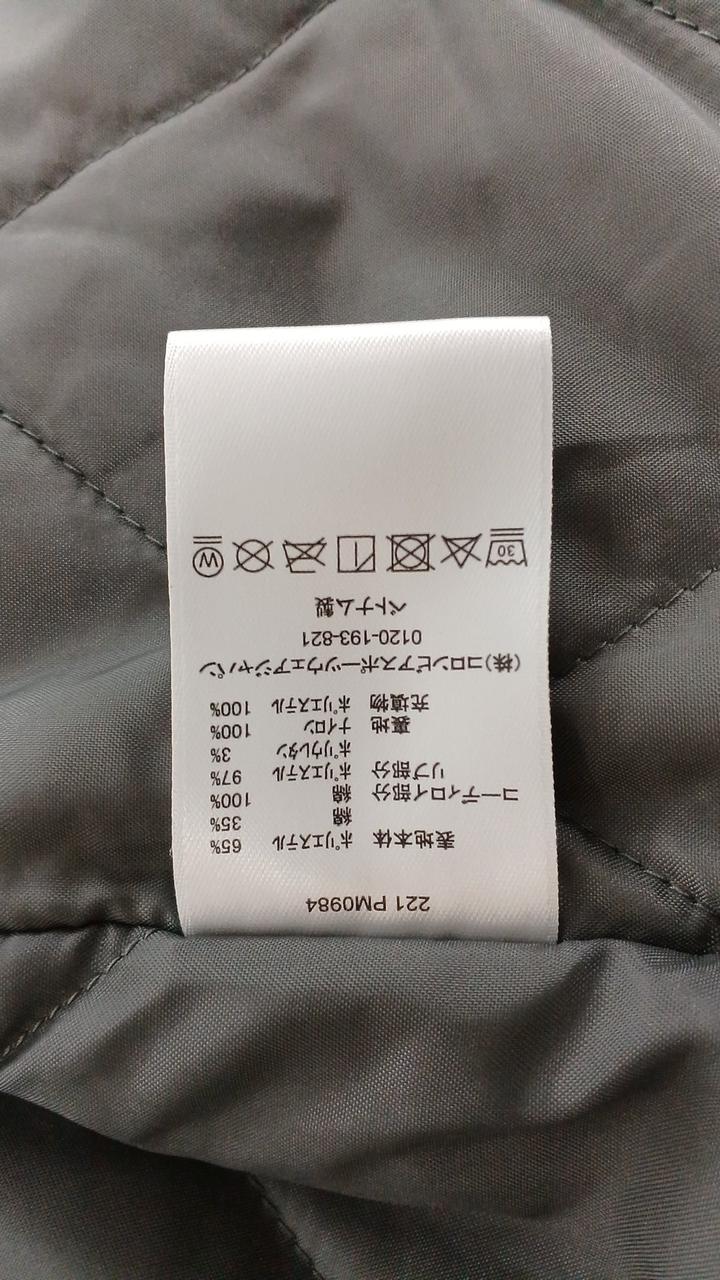 221 PM0984
表地本体 ポリエステル 65%
綿 35%
コーディロイ部分 綿 100%
リブ部分 ポリエステル 97%
ポリウレタン 3%
裏地 ナイロン 100%
充填物 ポリエステル 100%
(株)コロンビアスポーツウェアジャパン
0120-193-821
ベトナム製
30 W